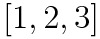 [1, 2, 3]